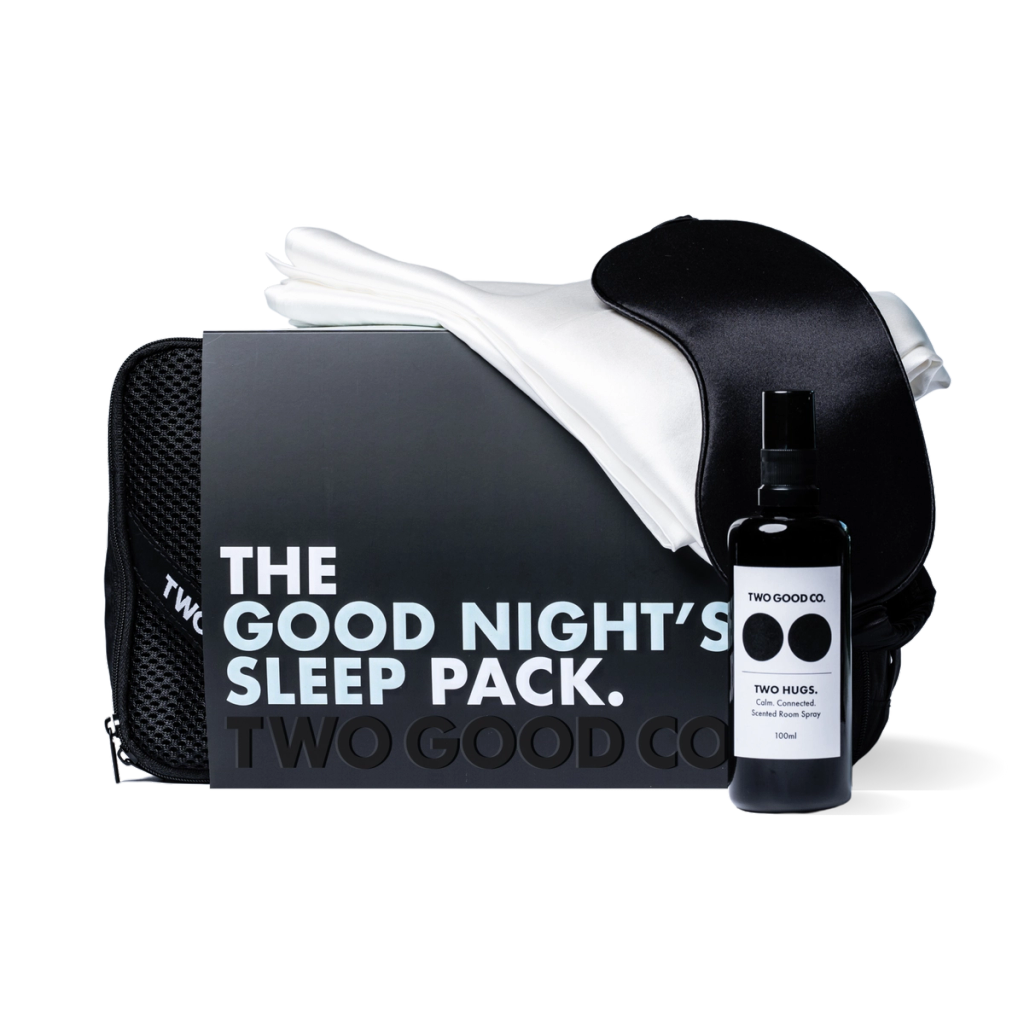 THE
GOOD NIGHT'S
SLEEP PACK.
TWO GOOD CO.
TWO
TWO GOOD CO.
TWO HUGS.
Calm. Connected.
Scented Room Spray
100ml